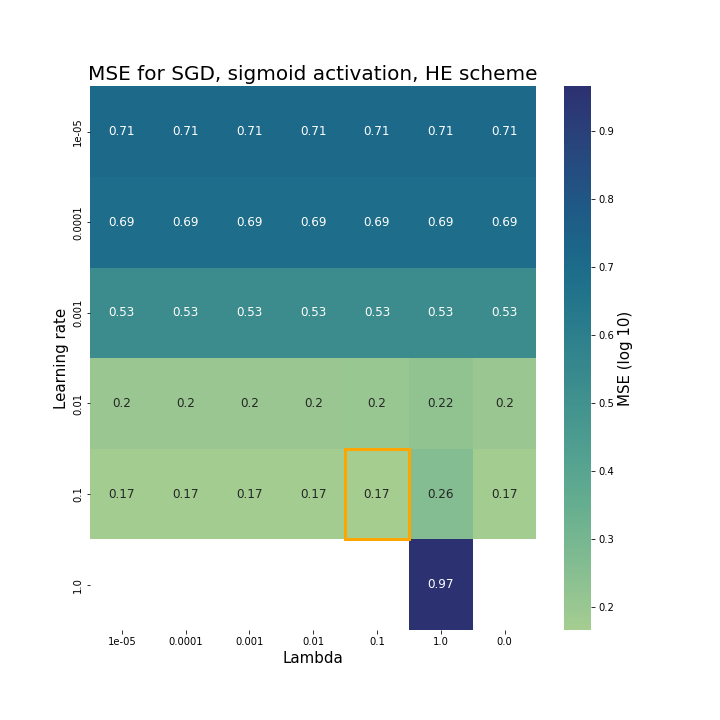 MSE for SGD, sigmoid activation, HE scheme
1e-05 0.71 0.71 0.71 0.71 0.71 0.71 0.71
0.0001 0.69 0.69 0.69 0.69 0.69 0.69 0.69
0.001 0.53 0.53 0.53 0.53 0.53 0.53 0.53
0.01 0.2 0.2 0.2 0.2 0.2 0.22 0.2
0.1 0.17 0.17 0.17 0.17 0.17 0.26 0.17
1.0 0.97
Learning rate
1e-05 0.0001 0.001 0.01 0.1 1.0 0.0
Lambda
0.9
0.8
0.7
0.6
0.5
0.4
0.3
0.2
MSE (log 10)